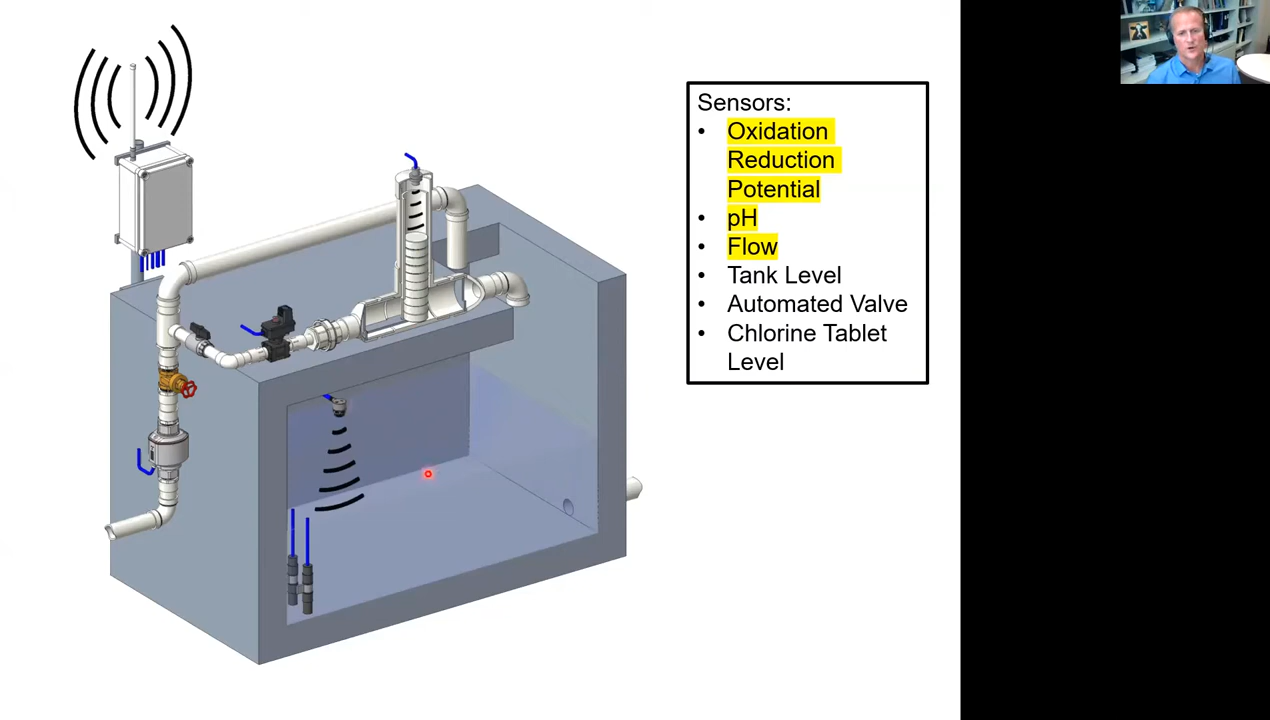 Sensors:
• Oxidation
Reduction
Potential
• pH
• Flow
• Tank Level
• Automated Valve
• Chlorine Tablet
Level